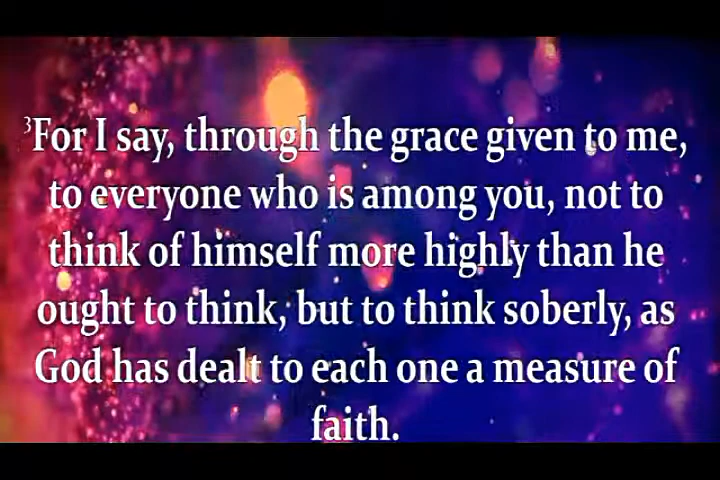 ³For I say, through the grace given to me,
to everyone who is among you, not to
think of himself more highly than he
ought to think, but to think soberly, as
God has dealt to each one a measure of
faith.